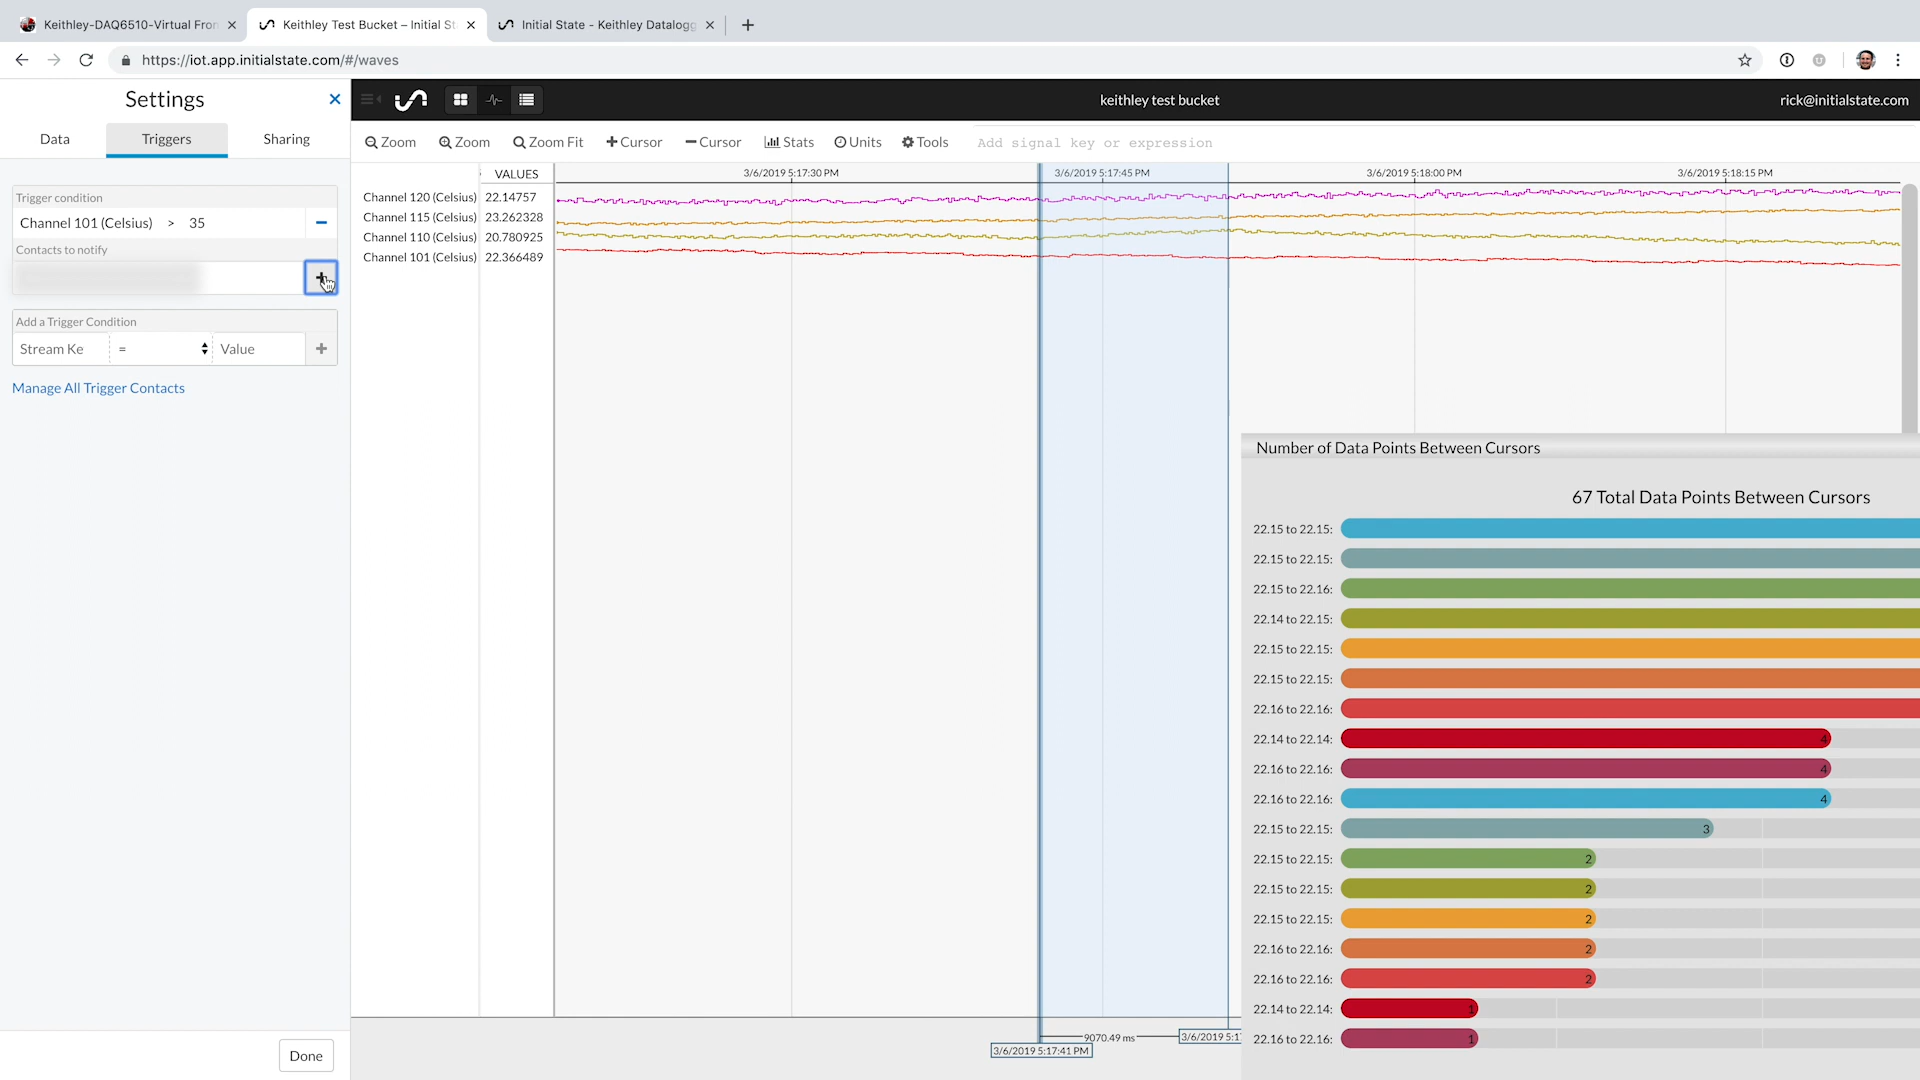 Keithley-DAQ6510-Virtual Fron
Keithley Test Bucket – Initial St
Initial State - Keithley Datalogg
https://iot.app.initialstate.com/#/waves
Settings
keithley test bucket
rick@initialstate.com
Data
Triggers
Sharing
Zoom
Zoom
Zoom Fit
Cursor
Cursor
Stats
Units
Tools
Add signal key or expression
VALUES
3/6/2019 5:17:30 PM
3/6/2019 5:17:45 PM
3/6/2019 5:18:00 PM
3/6/2019 5:18:15 PM
Channel 120 (Celsius) 22.14757
Channel 115 (Celsius) 23.262328
Channel 110 (Celsius) 20.780925
Channel 101 (Celsius) 22.366489
Trigger condition
Channel 101 (Celsius) > 35
Contacts to notify
Add a Trigger Condition
Stream Ke
=
Value
Manage All Trigger Contacts
Number of Data Points Between Cursors
67 Total Data Points Between Cursors
22.15 to 22.15:
22.15 to 22.15:
22.15 to 22.16:
22.14 to 22.15:
22.15 to 22.15:
22.15 to 22.15:
22.16 to 22.16:
22.14 to 22.14: 4
22.16 to 22.16: 4
22.16 to 22.16: 4
22.15 to 22.15: 3
22.15 to 22.15: 2
22.15 to 22.15: 2
22.15 to 22.15: 2
22.16 to 22.16: 2
22.16 to 22.16: 2
22.14 to 22.14: 1
22.16 to 22.16: 1
9070.49 ms
3/6/2019 5:1
3/6/2019 5:17:41 PM
Done